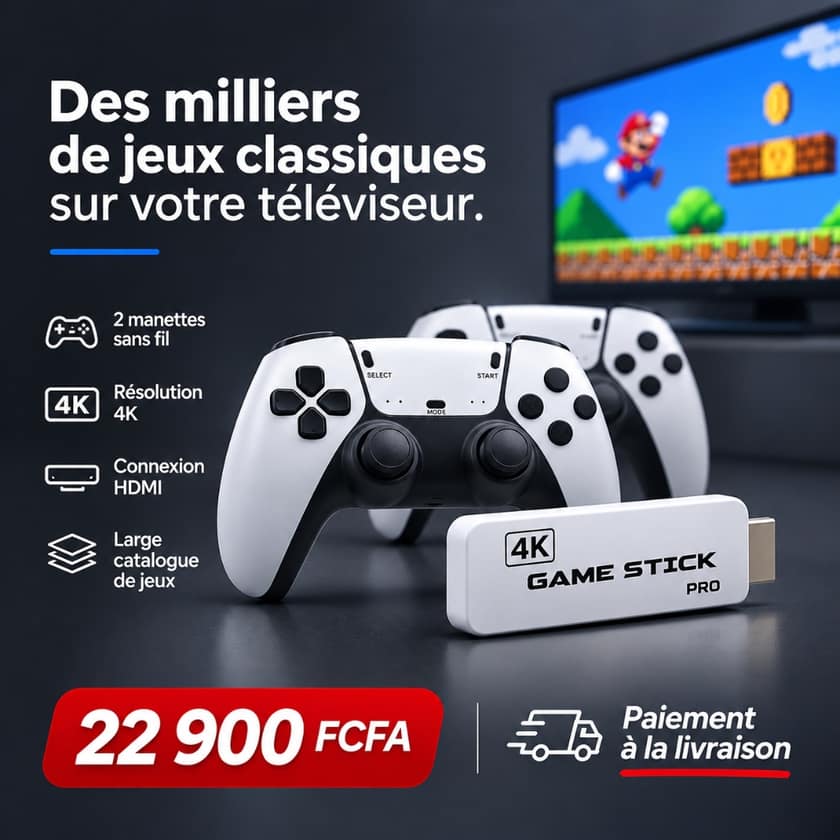 Des milliers
de jeux classiques
sur votre téléviseur.
2 manettes
sans fil
4K
Résolution
4K
Connexion
HDMI
Large
catalogue
de jeux
SELECT
START
MODE
4K
GAME STICK
PRO
22 900 FCFA
Paiement
à la livraison